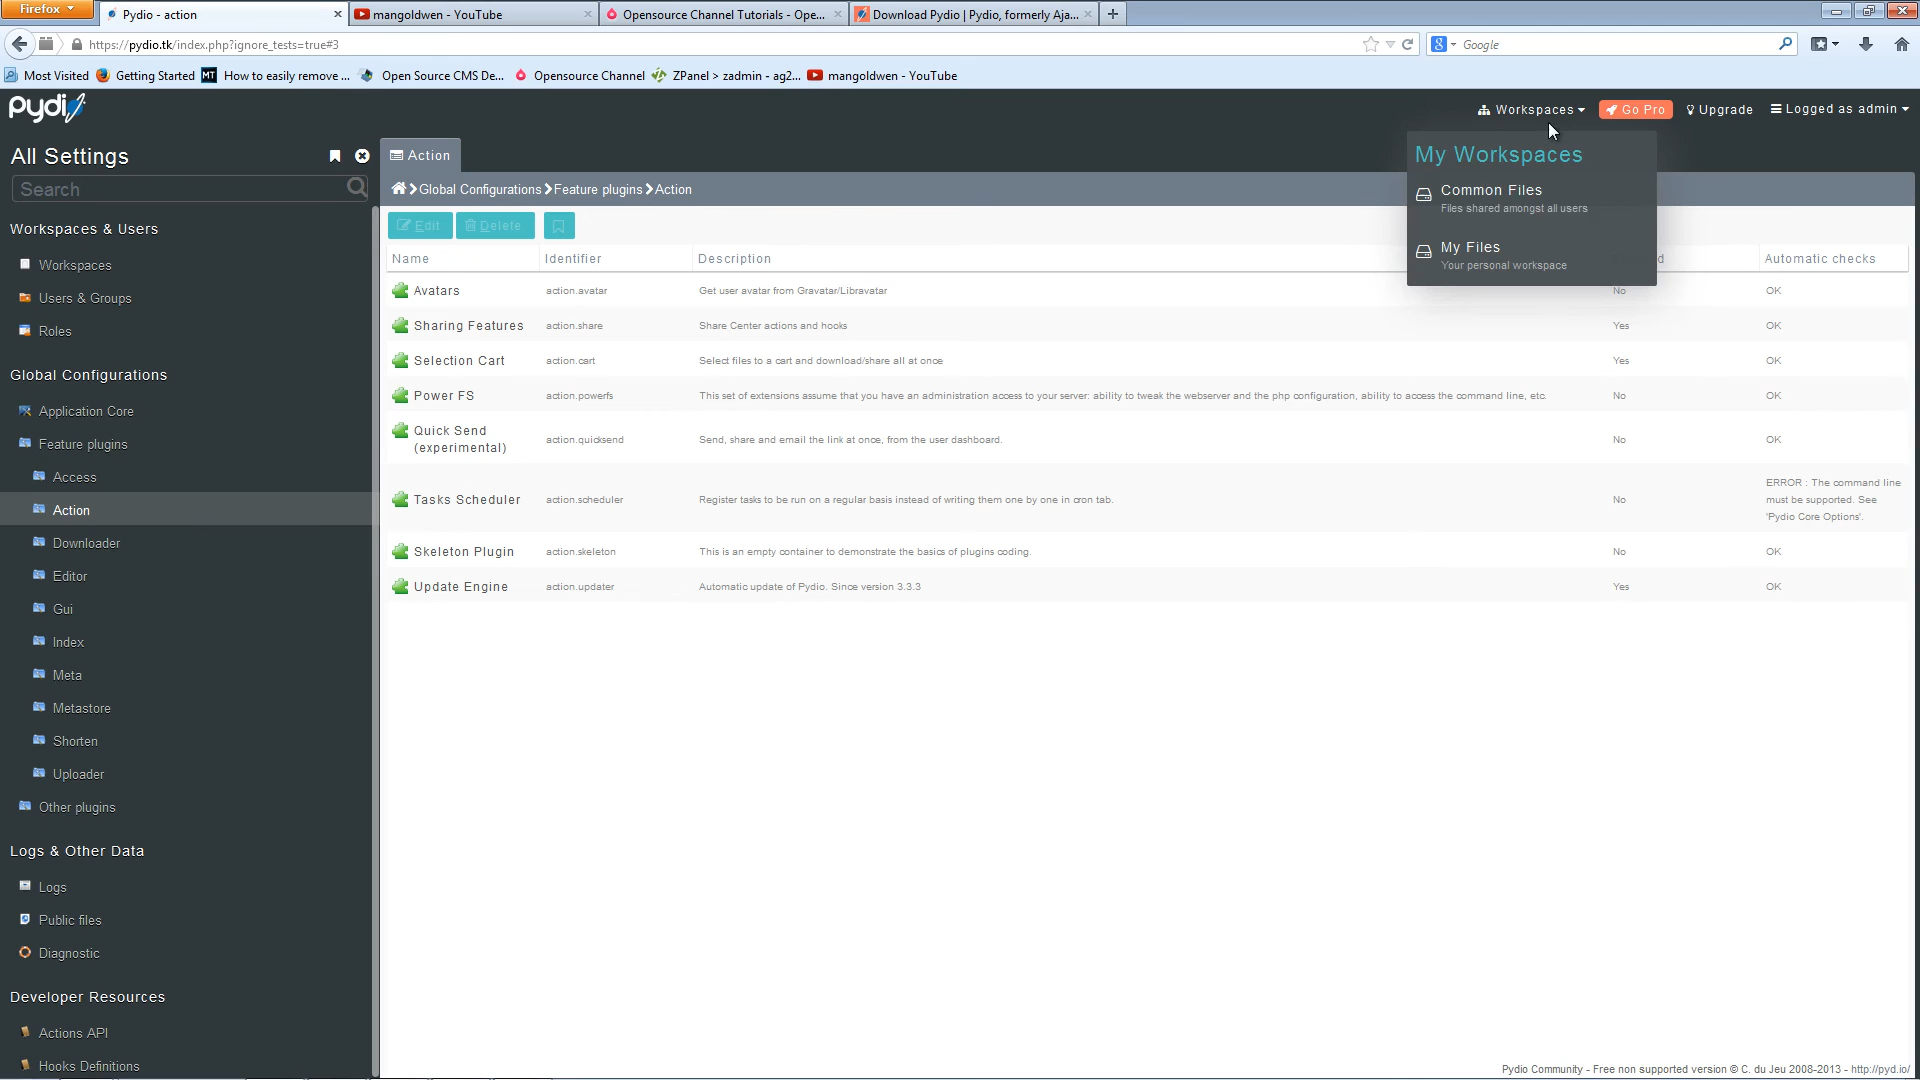 Firefox
Pydio - action
mangoldwen - YouTube
Opensource Channel Tutorials - Ope...
Download Pydio | Pydio, formerly Aja...
https://pydio.tk/index.php?ignore_tests=true#3
Google
Most Visited
Getting Started
How to easily remove ...
Open Source CMS De...
Opensource Channel
ZPanel > zadmin - ag2...
mangoldwen - YouTube
pydio
Workspaces
Go Pro
Upgrade
Logged as admin
All Settings
Search
Workspaces & Users
Workspaces
Users & Groups
Roles
Global Configurations
Application Core
Feature plugins
Access
Action
Downloader
Editor
Gui
Index
Meta
Metastore
Shorten
Uploader
Other plugins
Logs & Other Data
Logs
Public files
Diagnostic
Developer Resources
Actions API
Hooks Definitions
Action
Global Configurations
Feature plugins
Action
Edit
Delete
My Workspaces
Common Files
Files shared amongst all users
My Files
Your personal workspace
Name Identifier Description Automatic checks
Avatars action.avatar Get user avatar from Gravatar/Libravatar No OK
Sharing Features action.share Share Center actions and hooks Yes OK
Selection Cart action.cart Select files to a cart and download/share all at once Yes OK
Power FS action.powerfs This set of extensions assume that you have an administration access to your server: ability to tweak the webserver and the php configuration, ability to access the command line, etc. No OK
Quick Send
(experimental)
action.quicksend Send, share and email the link at once, from the user dashboard. No OK
Tasks Scheduler action.scheduler Register tasks to be run on a regular basis instead of writing them one by one in cron tab. No
ERROR : The command line
must be supported. See
'Pydio Core Options'.
Skeleton Plugin action.skeleton This is an empty container to demonstrate the basics of plugins coding. No OK
Update Engine action.updater Automatic update of Pydio. Since version 3.3.3 Yes OK
Pydio Community - Free non supported version © C. du Jeu 2008-2013 - http://pyd.io/